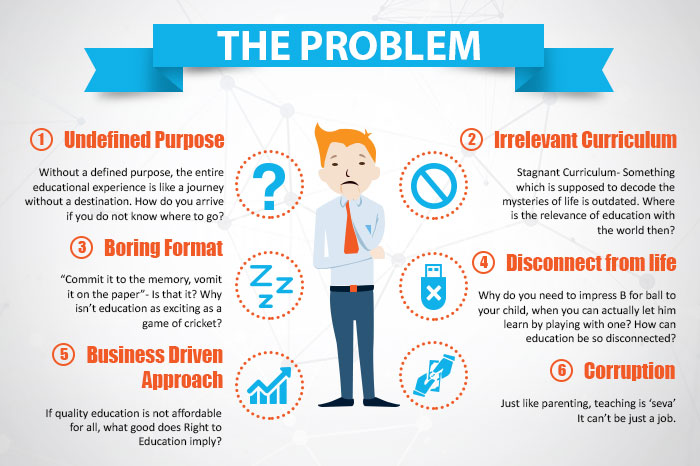 THE PROBLEM
1 Undefined Purpose
Without a defined purpose, the entire
educational experience is like a journey
without a destination. How do you arrive
if you do not know where to go?
2 Irrelevant Curriculum
Stagnant Curriculum- Something
which is supposed to decode the
mysteries of life is outdated. Where
is the relevance of education with
the world then?
3 Boring Format
“Commit it to the memory, vomit
it on the paper”- Is that it? Why
isn’t education as exciting as a
game of cricket?
4 Disconnect from life
Why do you need to impress B for ball to
your child, when you can actually let him
learn by playing with one? How can
education be so disconnected?
5 Business Driven
Approach
If quality education is not affordable
for all, what good does Right to
Education imply?
6 Corruption
Just like parenting, teaching is ‘seva’
It can’t be just a job.